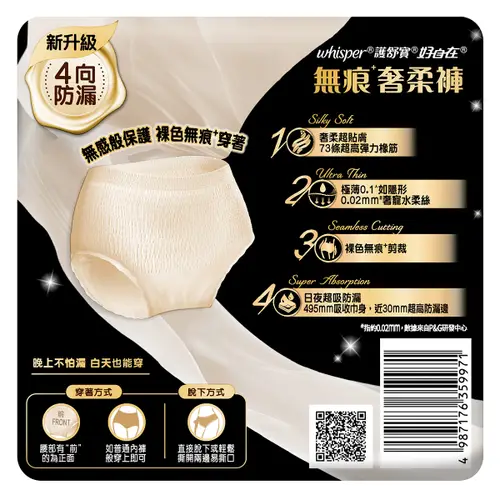 新升級
4向
防漏
whisper®護舒寶®好自在®
無痕⁺奢柔褲
無感般保護 裸色無痕⁺穿著
1 Silky Soft
奢柔超貼膚
73條超高彈力橡筋
2 Ultra Thin
極薄0.1⁺如隱形
0.02mm*奢寵水柔絲
3 Seamless Cutting
裸色無痕⁺剪裁
4 Super Absorption
日夜超吸防漏
495mm吸收巾身，近30mm超高防漏邊
*指約0.02mm，數據來自P&G研發中心
晚上不怕漏 白天也能穿
穿著方式
脫下方式
前
FRONT
腰部有“前”
的為正面
如普通內褲
般穿上即可
直接脫下或輕鬆
撕開兩邊易撕口
4 987176 359971